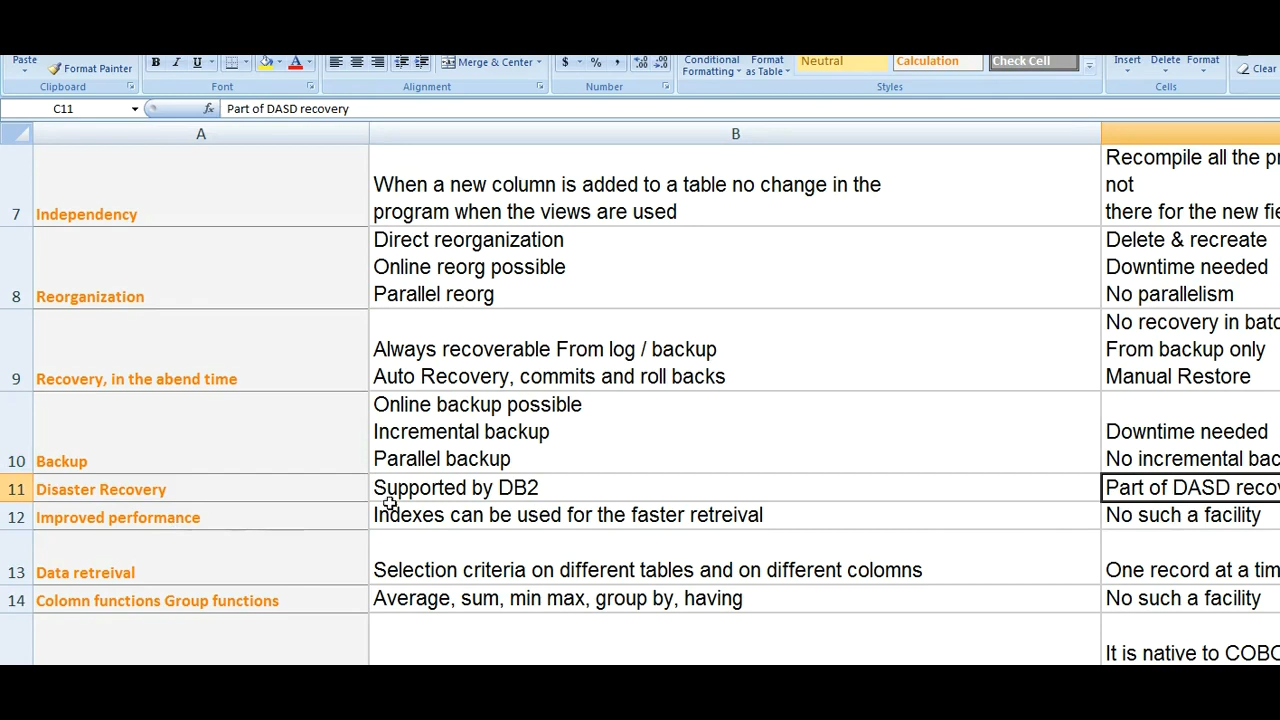 Paste
Format Painter
B I U
A
Merge & Center
$ % ,
Conditional
Formatting
Format
as Table
Neutral
Calculation
Check Cell
Insert
Delete
Format
Clear
Clipboard
Font
Alignment
Number
Styles
Cells
C11
fx
Part of DASD recovery
A
B
7
Independency
When a new column is added to a table no change in the
program when the views are used
Recompile all the
not
there for the new
8
Reorganization
Direct reorganization
Online reorg possible
Parallel reorg
Delete & recreate
Downtime needed
No parallelism
9
Recovery, in the abend time
Always recoverable From log / backup
Auto Recovery, commits and roll backs
No recovery in
From backup only
Manual Restore
10
Backup
Online backup possible
Incremental backup
Parallel backup
Downtime needed
No incremental
11
Disaster Recovery
Supported by DB2
Part of DASD
12
Improved performance
Indexes can be used for the faster retreival
No such a facility
13
Data retreival
Selection criteria on different tables and on different colomns
One record at a
14
Colomn functions Group functions
Average, sum, min max, group by, having
No such a facility
It is native to